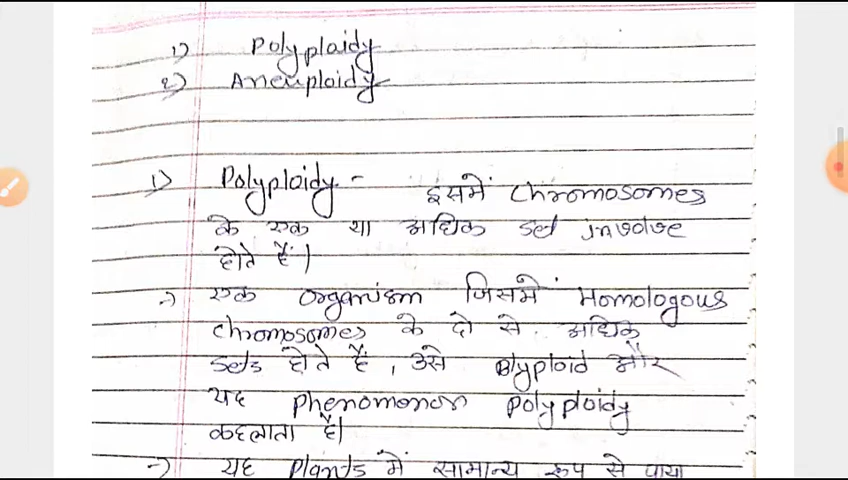 1) Polyploidy
2) Aneuploidy
1) Polyploidy - इसमें chromosomes
के एक या अधिक set involve
होते हैं।
→ एक organism जिसमें Homologous
chromosomes के दो से अधिक
sets होते हैं, उसे Polyploid और
यह phenomenon polyploidy
कहलाता है।
→ यह plants में सामान्य रूप से पाया